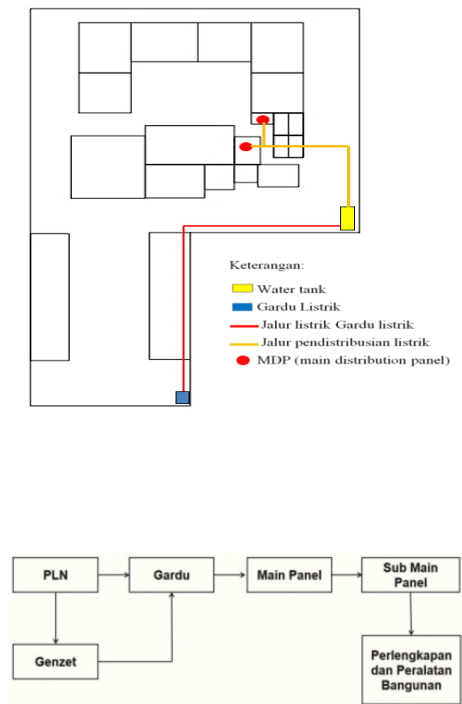 Keterangan:
Water tank
Gardu Listrik
Jalur listrik Gardu listrik
Jalur pendistribusian listrik
MDP (main distribution panel)
PLN
Gardu
Main Panel
Sub Main
Panel
Genzet
Perlengkapan
dan Peralatan
Bangunan